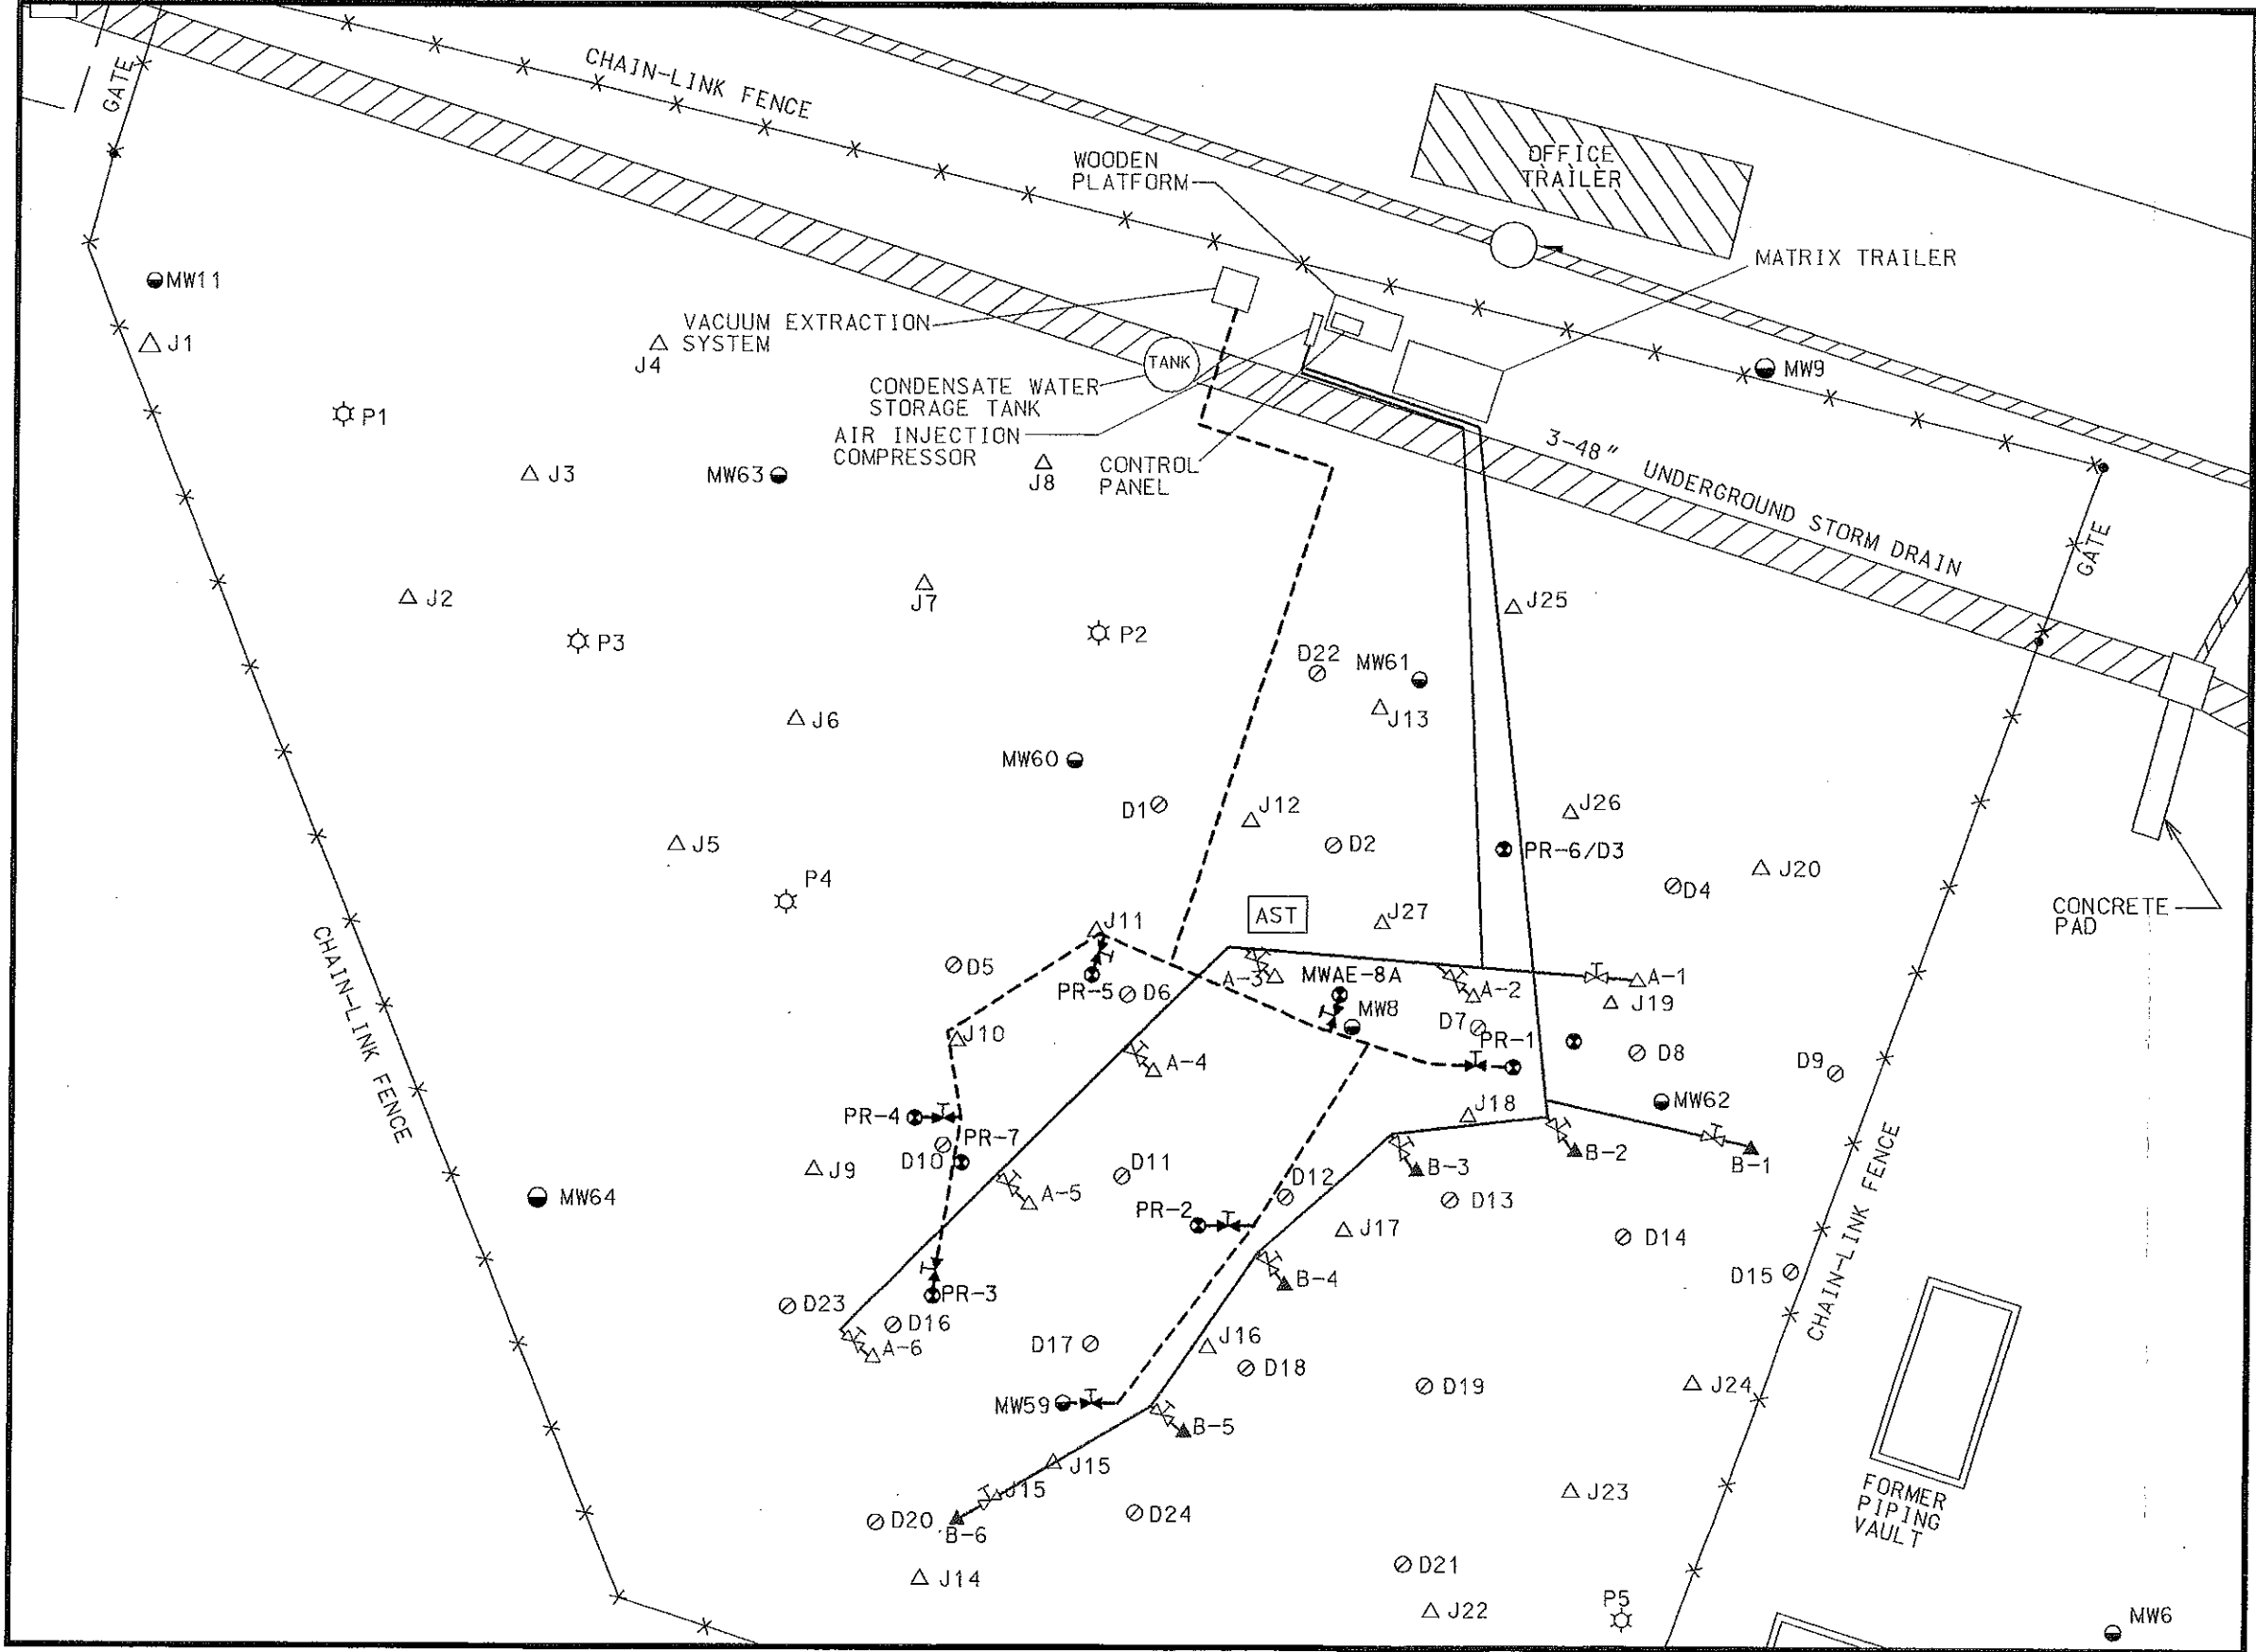 GATE
CHAIN-LINK FENCE
WOODEN
PLATFORM
OFFICE
TRAILER
MATRIX TRAILER
MW11
J1
J4
VACUUM EXTRACTION
SYSTEM
TANK
MW9
CONDENSATE WATER
STORAGE TANK
P1
AIR INJECTION
COMPRESSOR
CONTROL
PANEL
3-48" UNDERGROUND STORM DRAIN
J3
MW63
J8
GATE
J2
J7
J25
P3
P2
D22
MW61
J6
J13
MW60
D1
J12
J26
J5
D2
PR-6/D3
J20
P4
D4
AST
J27
CONCRETE
PAD
J11
CHAIN-LINK FENCE
D5
A-3
MWAE-8A
A-2
A-1
PR-5
D6
MW8
J19
D7
J10
PR-1
D8
D9
A-4
PR-4
J18
MW62
PR-7
D10
J9
D11
B-3
B-2
B-1
D12
MW64
A-5
D13
PR-2
J17
D14
CHAIN-LINK FENCE
D15
B-4
PR-3
D23
D16
A-6
D17
J16
D18
D19
J24
MW59
B-5
J15
J15
J23
FORMER
PIPING
VAULT
D20
B-6
D24
D21
J14
J22
P5
MW6